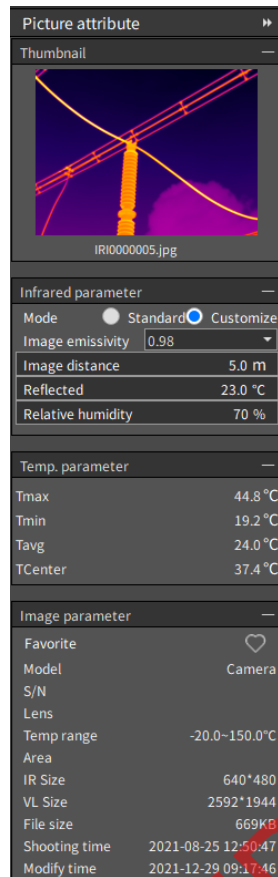 Picture attribute
Thumbnail
IRI0000005.jpg
Infrared parameter
Mode Standard Customize
Image emissivity 0.98
Image distance 5.0 m
Reflected 23.0 °C
Relative humidity 70 %
Temp. parameter
Tmax 44.8 °C
Tmin 19.2 °C
Tavg 24.0 °C
TCenter 37.4 °C
Image parameter
Favorite
Model Camera
S/N
Lens
Temp range -20.0~150.0°C
Area
IR Size 640*480
VL Size 2592*1944
File size 669KB
Shooting time 2021-08-25 12:50:47
Modify time 2021-12-29 09:17:46